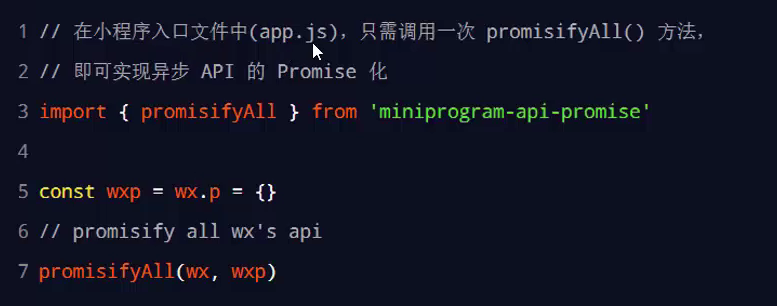 1 // 在小程序入口文件中(app.js)，只需调用一次 promisifyAll() 方法，
2 // 即可实现异步 API 的 Promise 化
3 import { promisifyAll } from 'miniprogram-api-promise'
4
5 const wxp = wx.p = {}
6 // promisify all wx's api
7 promisifyAll(wx, wxp)